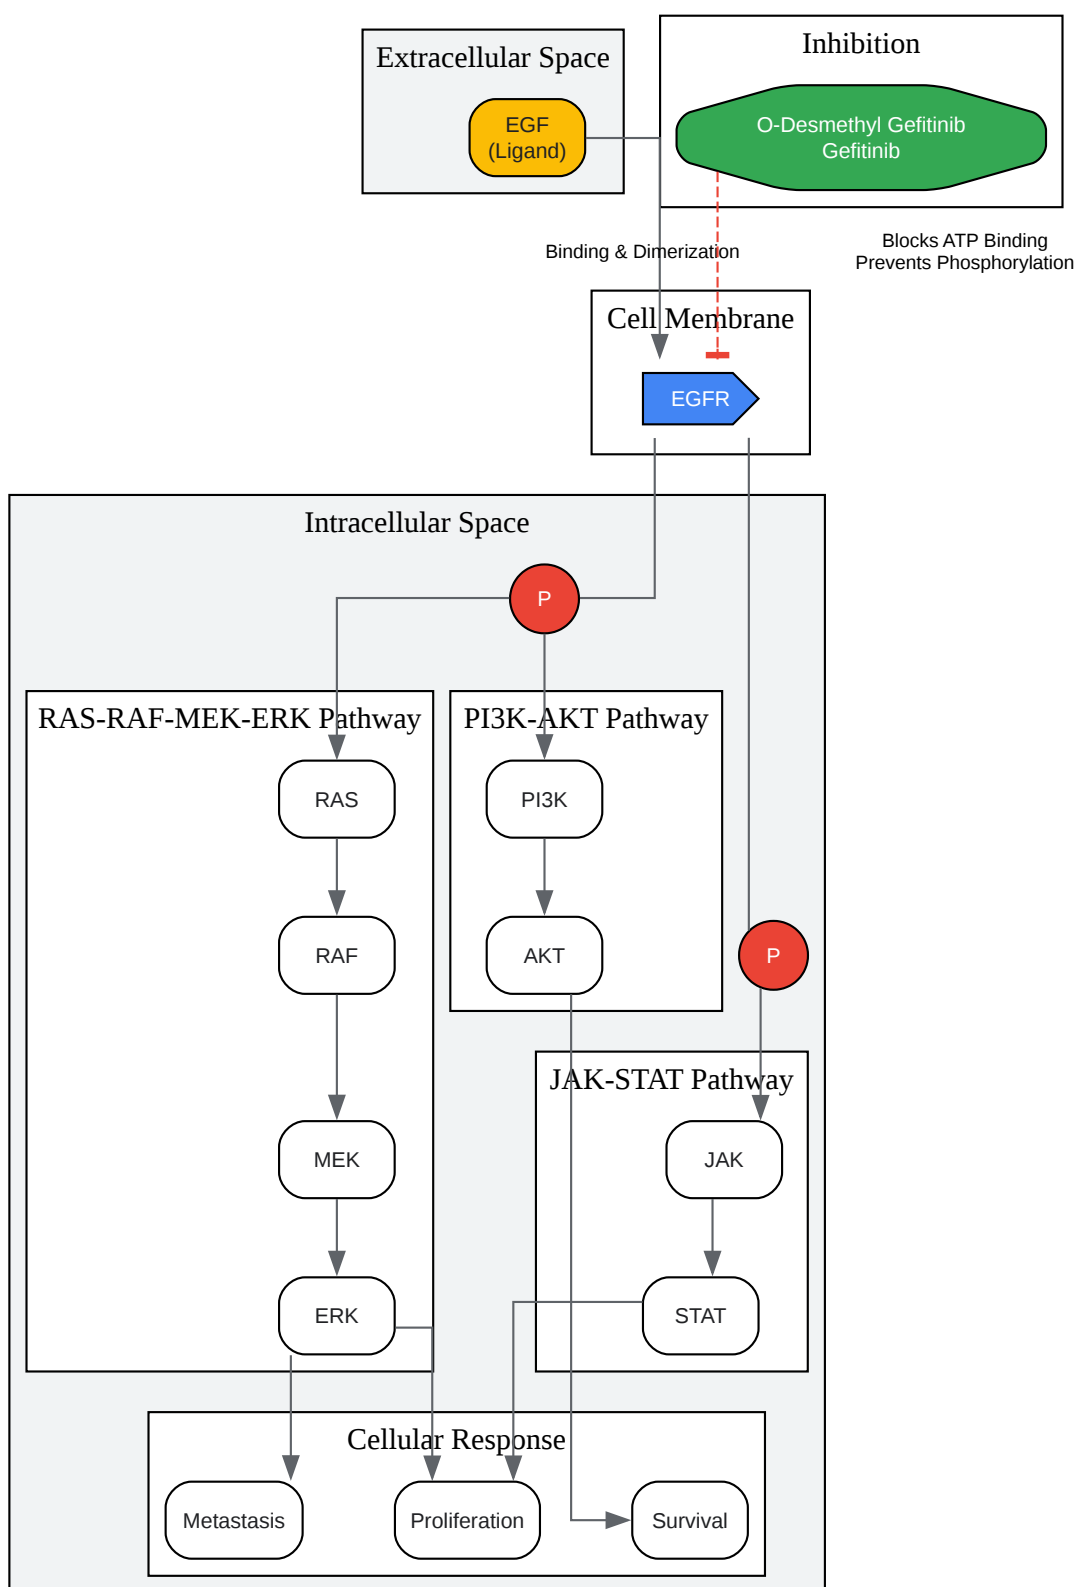 Extracellular Space
Inhibition
EGF
(Ligand)
O-Desmethyl Gefitinib
Gefitinib
Binding & Dimerization
Blocks ATP Binding
Prevents Phosphorylation
Cell Membrane
EGFR
Intracellular Space
P
RAS-RAF-MEK-ERK Pathway
PI3K-AKT Pathway
RAS
PI3K
RAF
AKT
P
JAK-STAT Pathway
MEK
JAK
ERK
STAT
Cellular Response
Metastasis
Proliferation
Survival